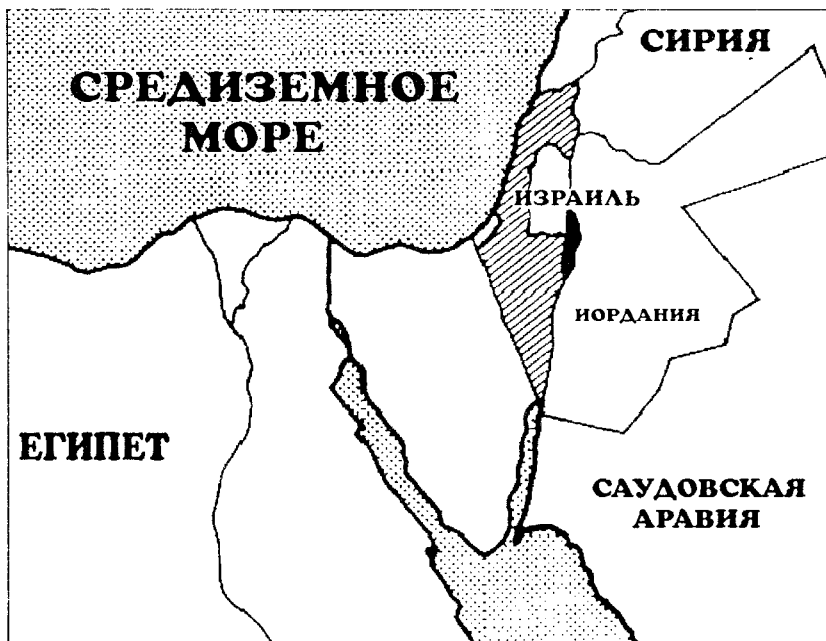 СИРИЯ
СРЕДИЗЕМНОЕ
МОРЕ
ИЗРАИЛЬ
ИОРДАНИЯ
ЕГИПЕТ
САУДОВСКАЯ
АРАВИЯ